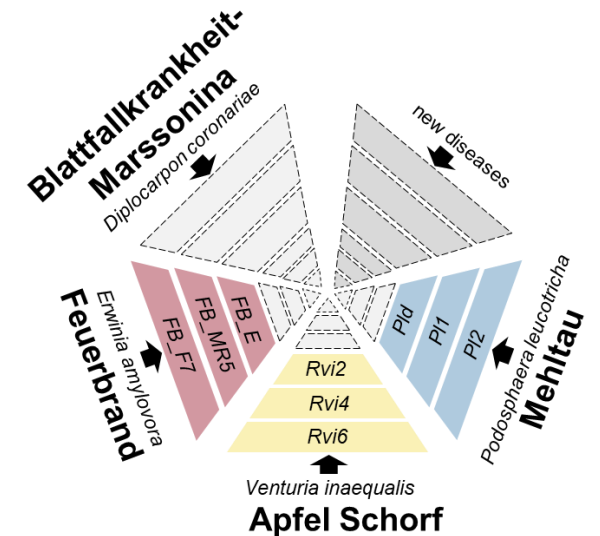 Blattfallkrankheit-
Marssonina
Diplocarpon coronariae
new diseases
Feuerbrand
Erwinia amylovora
FB_F7
FB_MR5
FB_E
Pld
Pl1
Pl2
Podosphaera leucotricha
Mehltau
Rvi2
Rvi4
Rvi6
Venturia inaequalis
Apfel Schorf